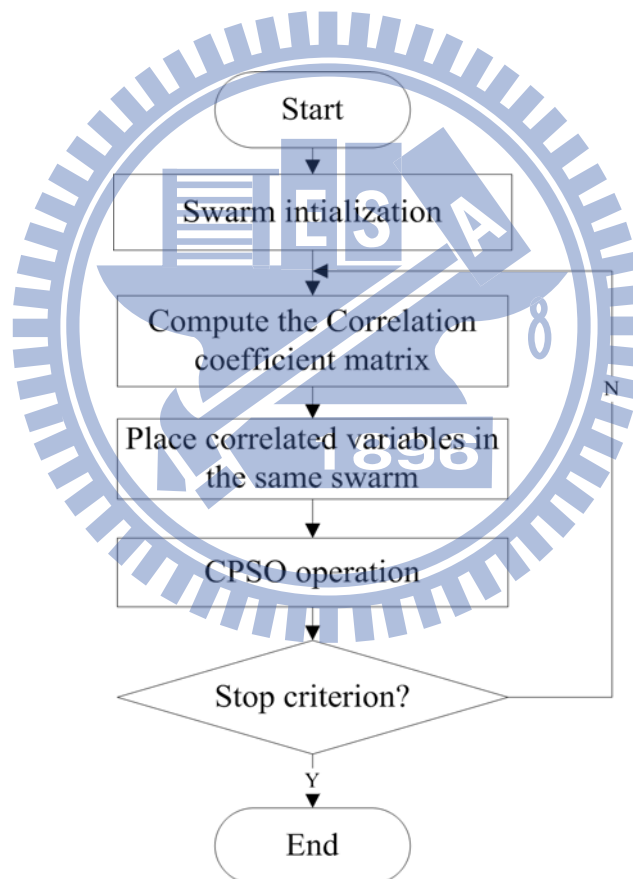 Start
Swarm intialization
E S A
Compute the Correlation
coefficient matrix
N
Place correlated variables in
the same swarm
1896
CPSO operation
Stop criterion?
Y
End